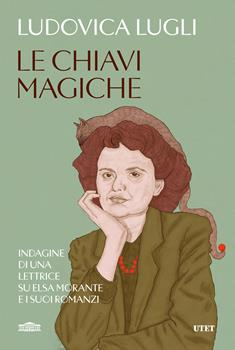 LUDOVICA LUGLI
LE CHIAVI
MAGICHE
INDAGINE
DI UNA
LETTRICE
SU ELSA MORANTE
E I SUOI ROMANZI
UTET